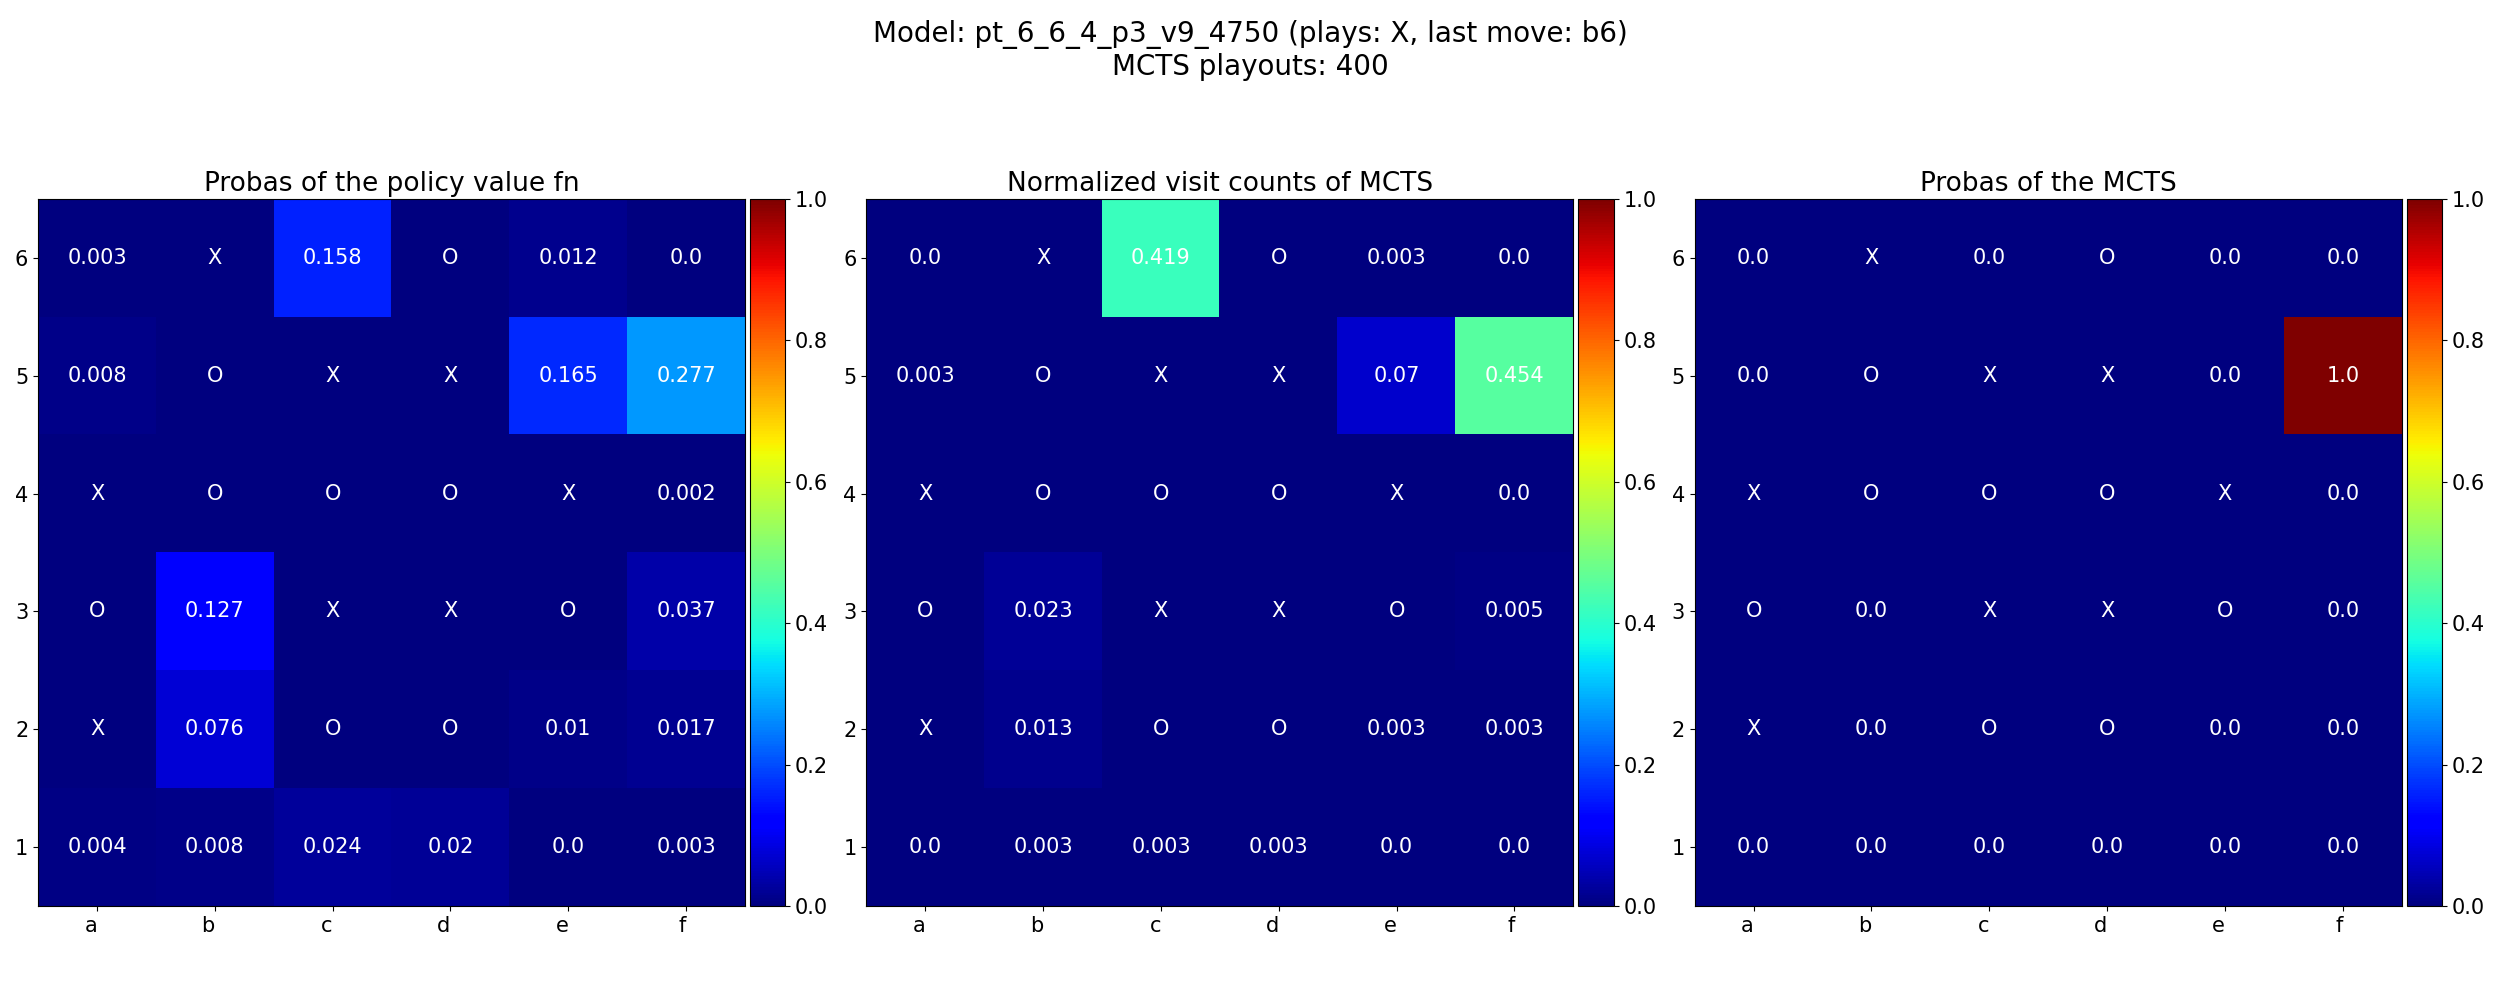 Model: pt_6_6_4_p3_v9_4750 (plays: X, last move: b6)
MCTS playouts: 400
Probas of the policy value fn
6 0.003 X 0.158 O 0.012 0.0
5 0.008 O X X 0.165 0.277
4 X O O O X 0.002
3 O 0.127 X X O 0.037
2 X 0.076 O O 0.01 0.017
1 0.004 0.008 0.024 0.02 0.0 0.003
a b c d e f
1.0
0.8
0.6
0.4
0.2
0.0
Normalized visit counts of MCTS
6 0.0 X 0.419 O 0.003 0.0
5 0.003 O X X 0.07 0.454
4 X O O O X 0.0
3 O 0.023 X X O 0.005
2 X 0.013 O O 0.003 0.003
1 0.0 0.003 0.003 0.003 0.0 0.0
a b c d e f
1.0
0.8
0.6
0.4
0.2
0.0
Probas of the MCTS
6 0.0 X 0.0 O 0.0 0.0
5 0.0 O X X 0.0 1.0
4 X O O O X 0.0
3 O 0.0 X X O 0.0
2 X 0.0 O O 0.0 0.0
1 0.0 0.0 0.0 0.0 0.0 0.0
a b c d e f
1.0
0.8
0.6
0.4
0.2
0.0